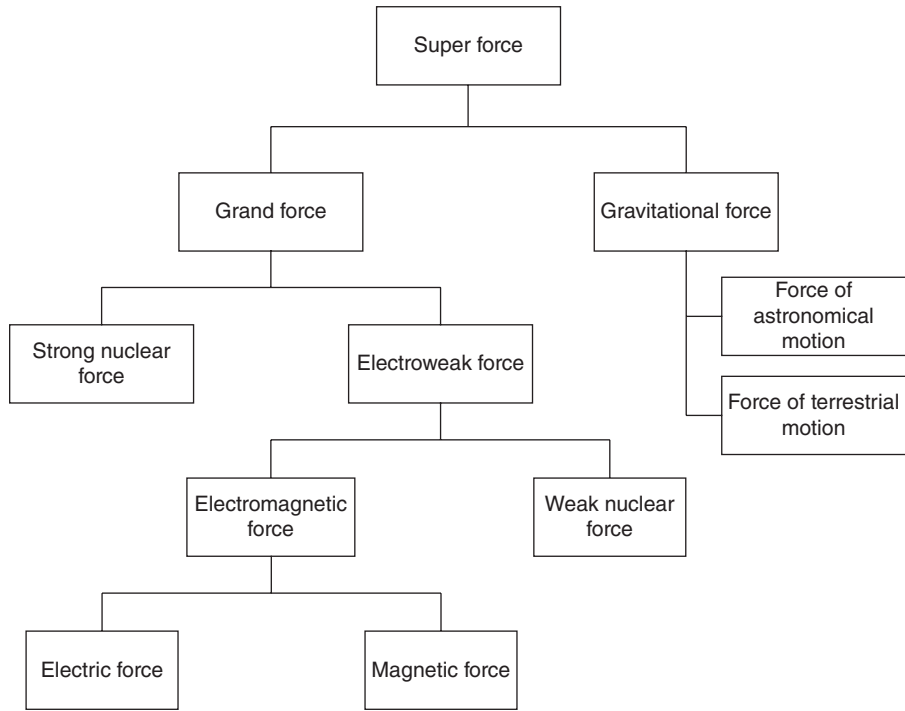 Super force
Grand force
Gravitational force
Force of
astronomical
motion
Strong nuclear
force
Electroweak force
Force of terrestrial
motion
Electromagnetic
force
Weak nuclear
force
Electric force
Magnetic force